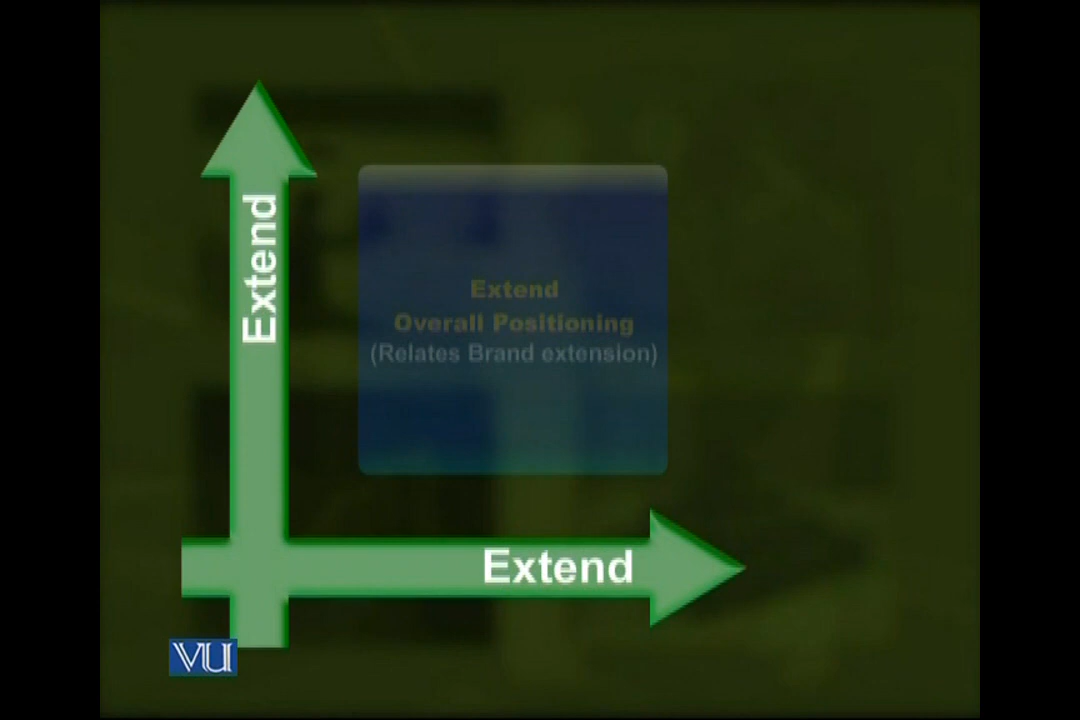 Extend
Extend
Overall Positioning
(Relates Brand extension)
Extend
VU